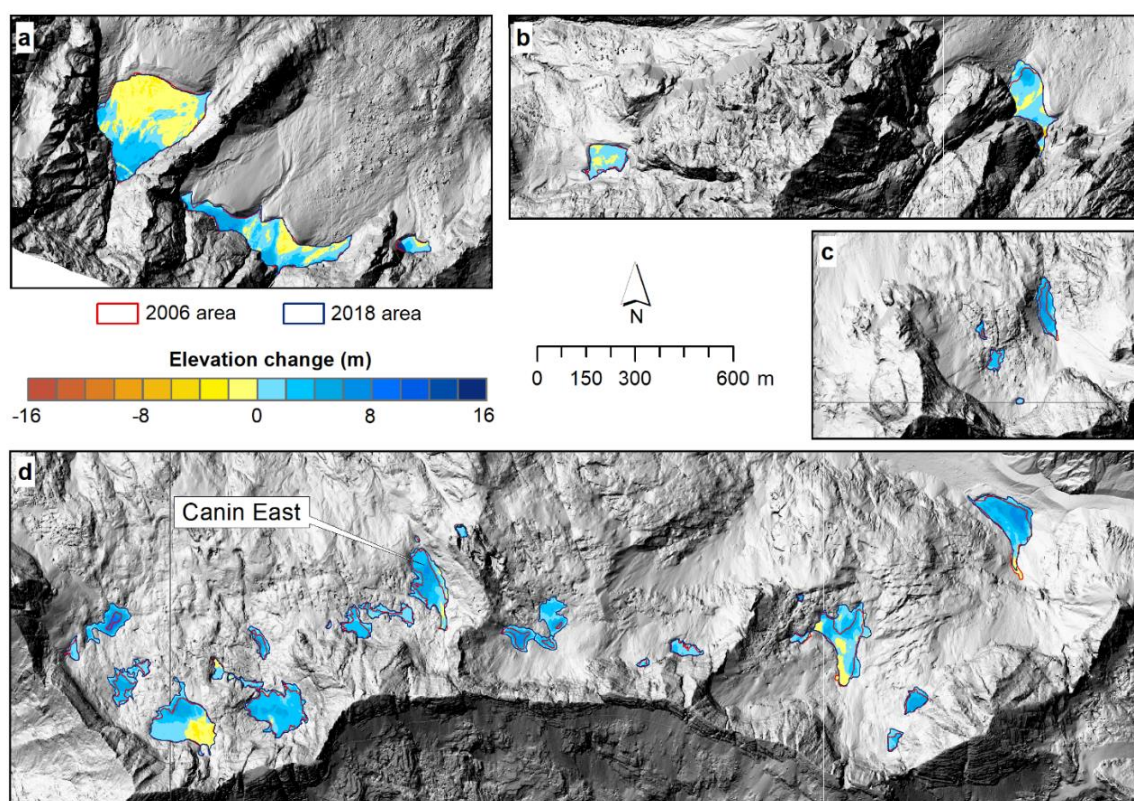 a
b
c
2006 area
2018 area
N
Elevation change (m)
-16 -8 0 8 16
0 150 300 600 m
d
Canin East